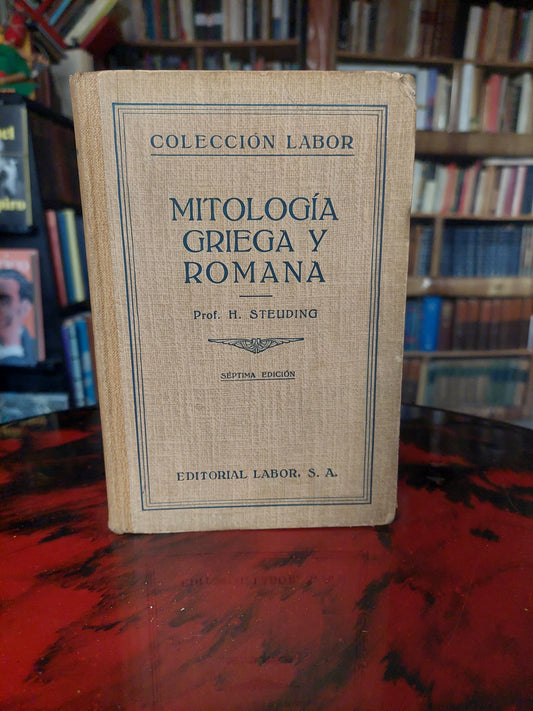 COLECCIÓN LABOR
MITOLOGÍA
GRIEGA Y
ROMANA
Prof. H. STEUDING
SÉPTIMA EDICIÓN
EDITORIAL LABOR, S. A.